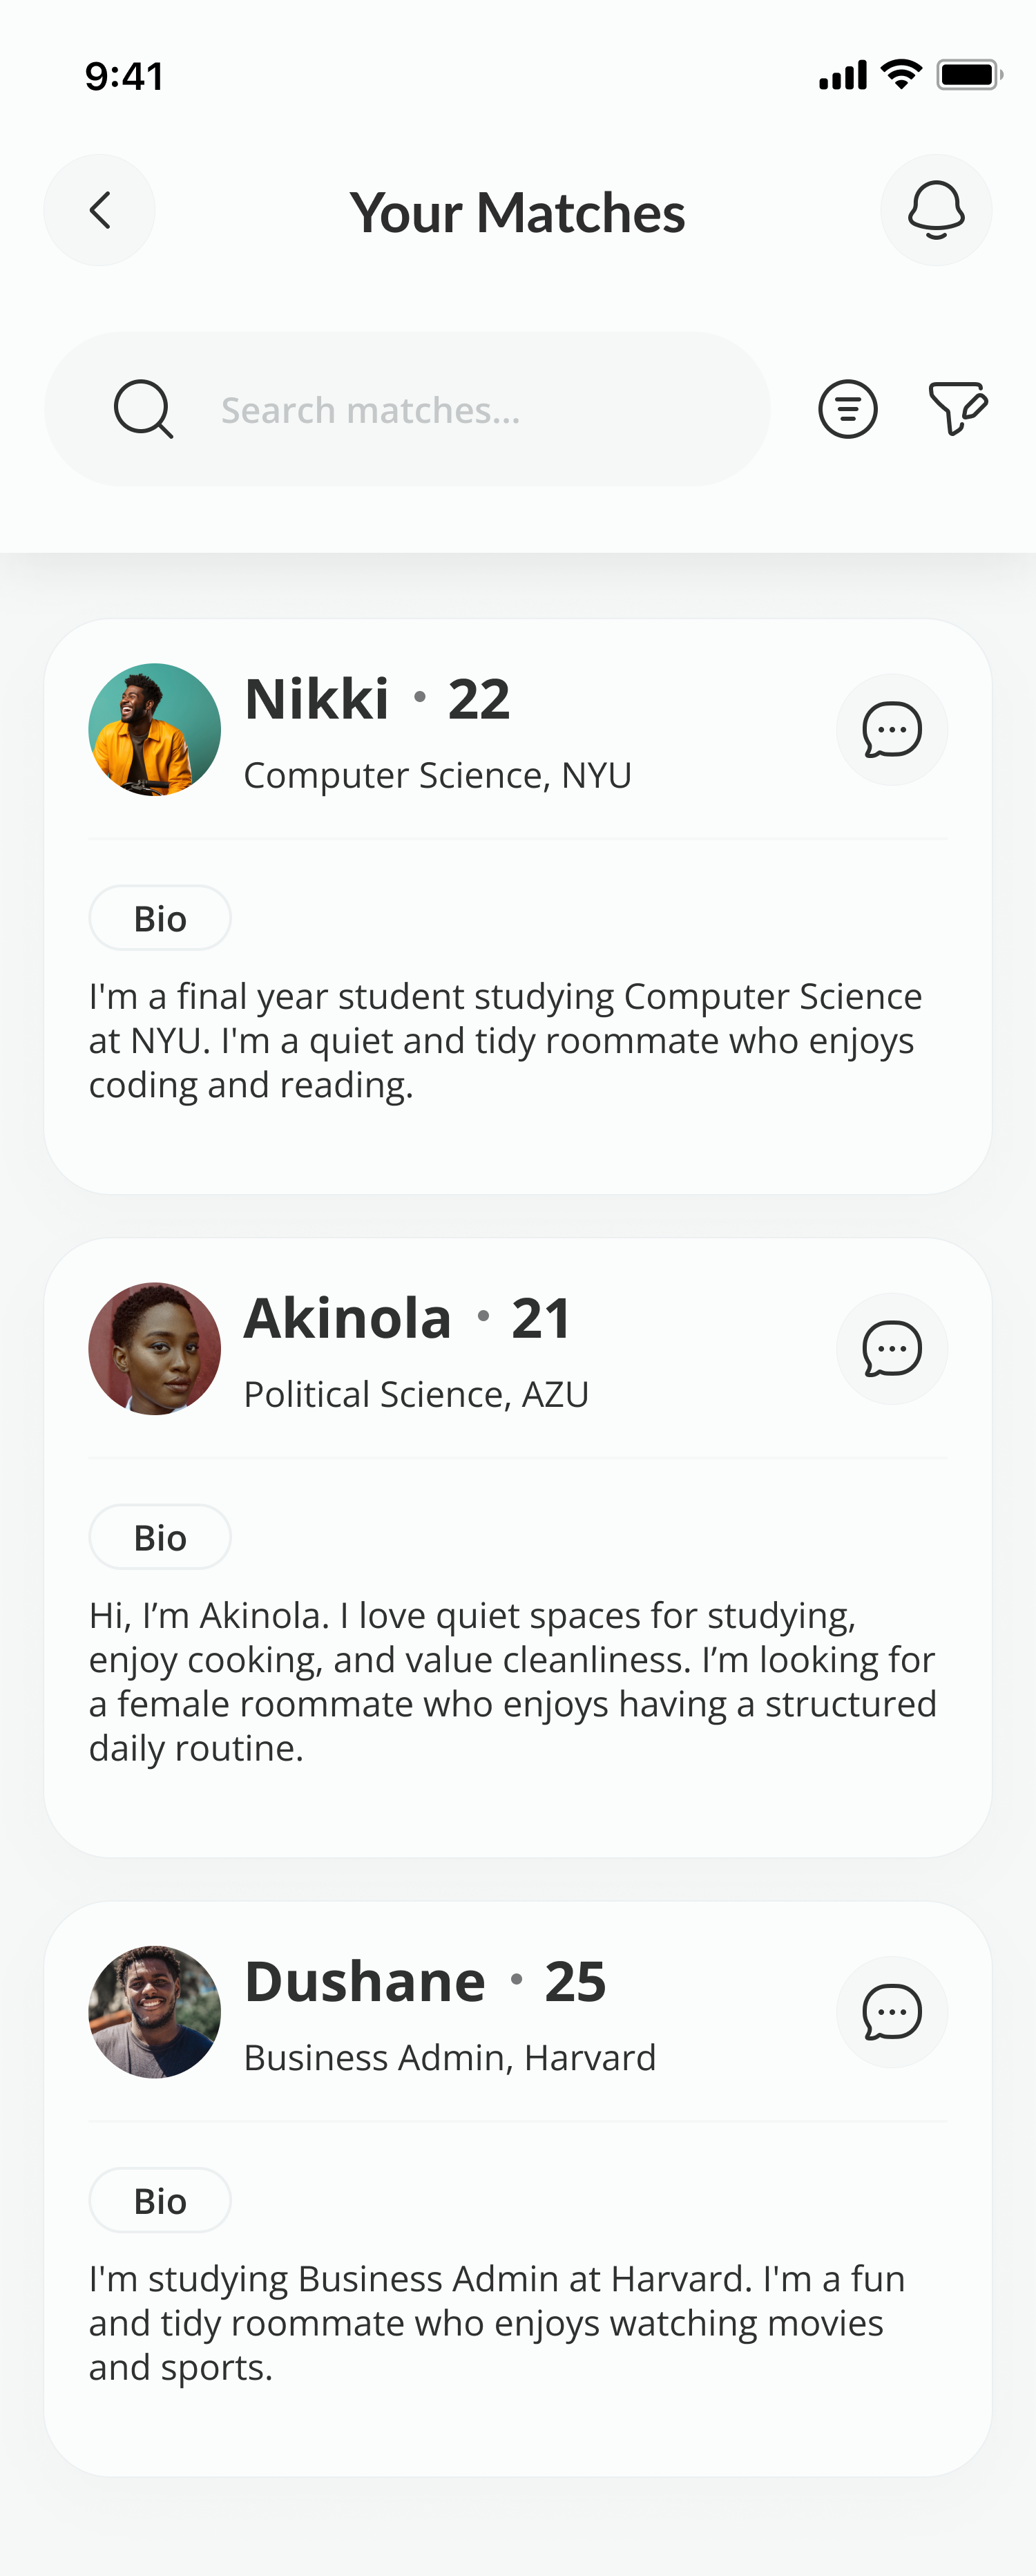 9:41
Your Matches
Search matches...
Nikki • 22
Computer Science, NYU
Bio
I'm a final year student studying Computer Science
at NYU. I'm a quiet and tidy roommate who enjoys
coding and reading.
Akinola • 21
Political Science, AZU
Bio
Hi, I’m Akinola. I love quiet spaces for studying,
enjoy cooking, and value cleanliness. I’m looking for
a female roommate who enjoys having a structured
daily routine.
Dushane • 25
Business Admin, Harvard
Bio
I'm studying Business Admin at Harvard. I'm a fun
and tidy roommate who enjoys watching movies
and sports.